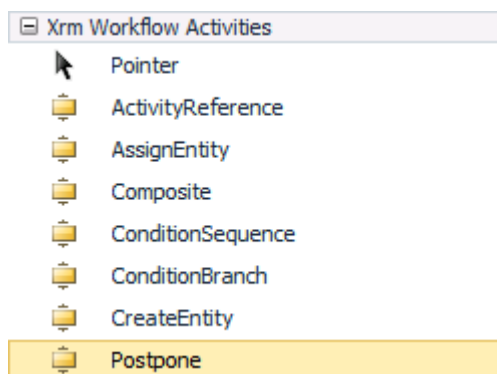 Xrm Workflow Activities
Pointer
ActivityReference
AssignEntity
Composite
ConditionSequence
ConditionBranch
CreateEntity
Postpone